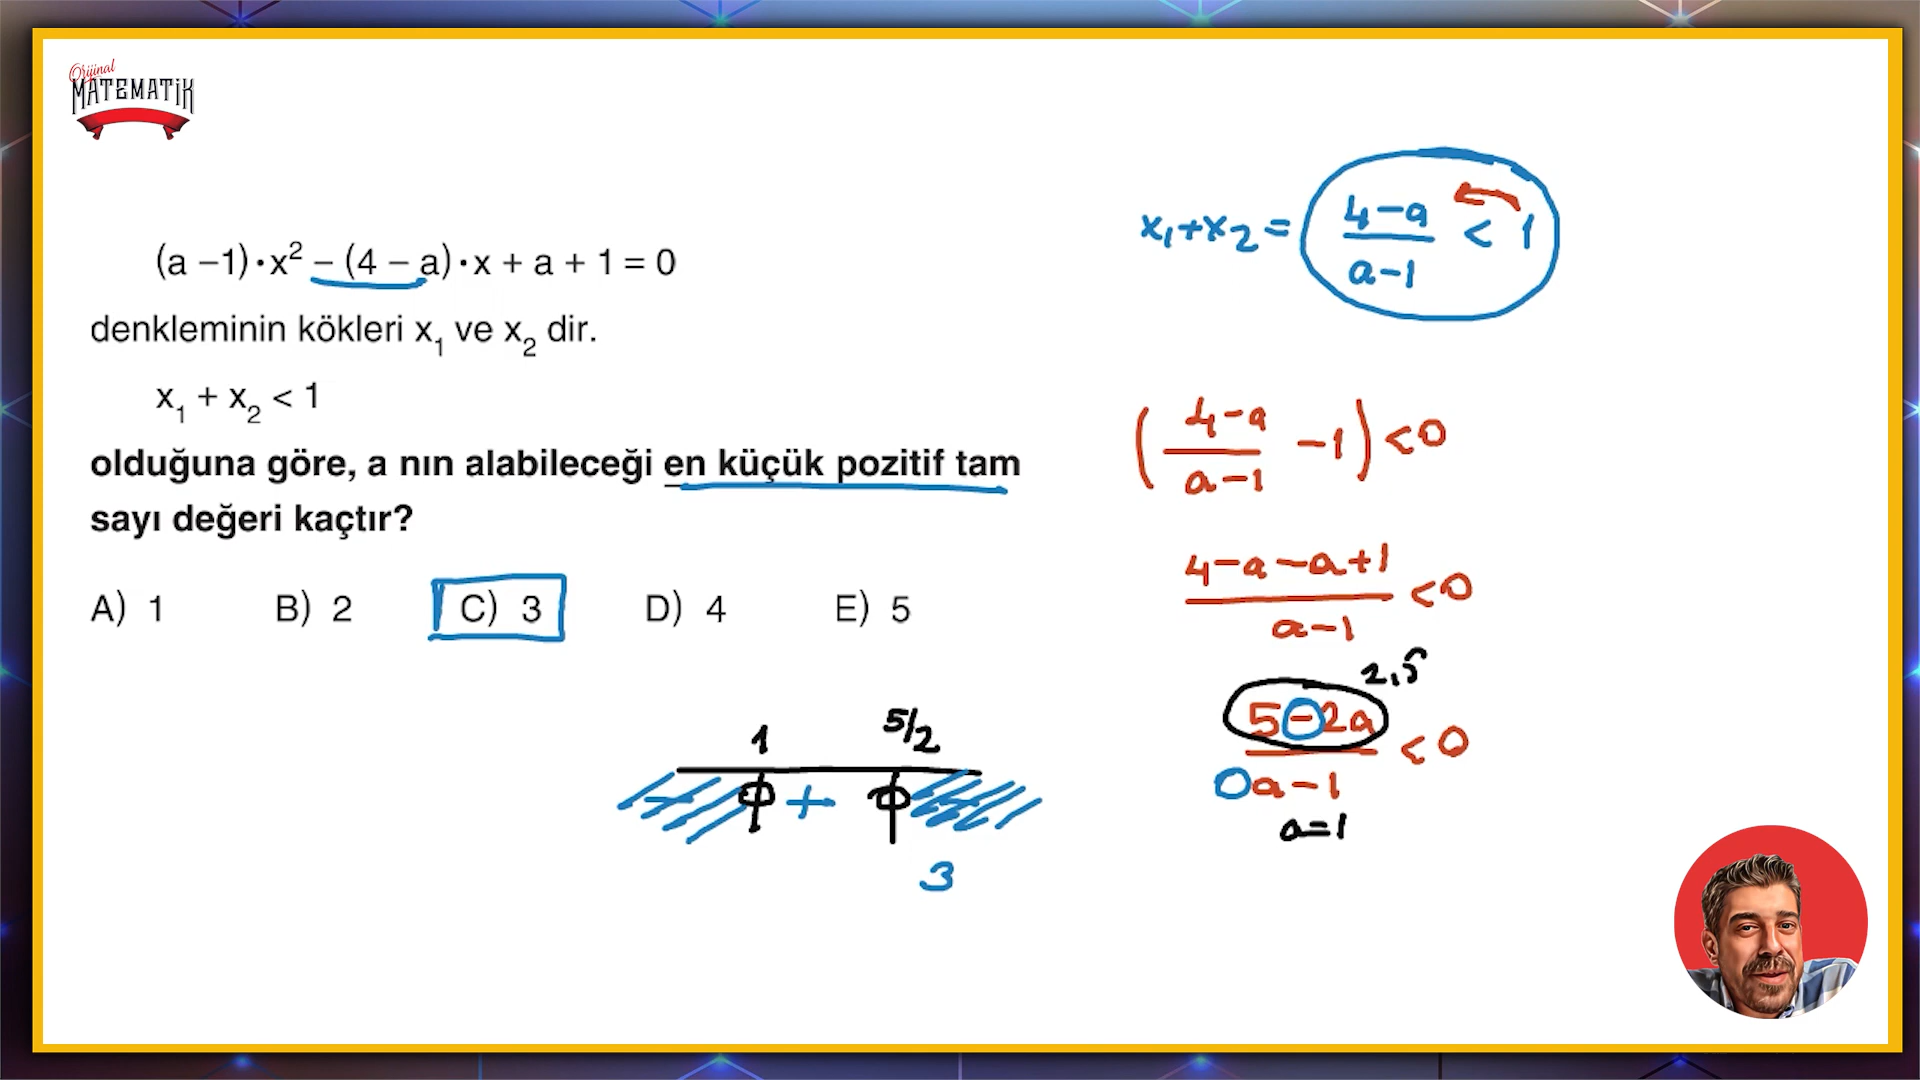 Orijinal
MATEMATİK
(a –1)·x² – (4 – a)·x + a + 1 = 0
denkleminin kökleri x₁ ve x₂ dir.
x₁ + x₂ < 1
olduğuna göre, a nın alabileceği en küçük pozitif tam
sayı değeri kaçtır?
A) 1 B) 2 C) 3 D) 4 E) 5
1 5/2
+
3
x₁+x₂ = (4-a)/(a-1) < 1
((4-a)/(a-1) -1) <0
(4-a-a+1)/(a-1) <0
2,5
(5-2a)/(a-1) <0
a=1